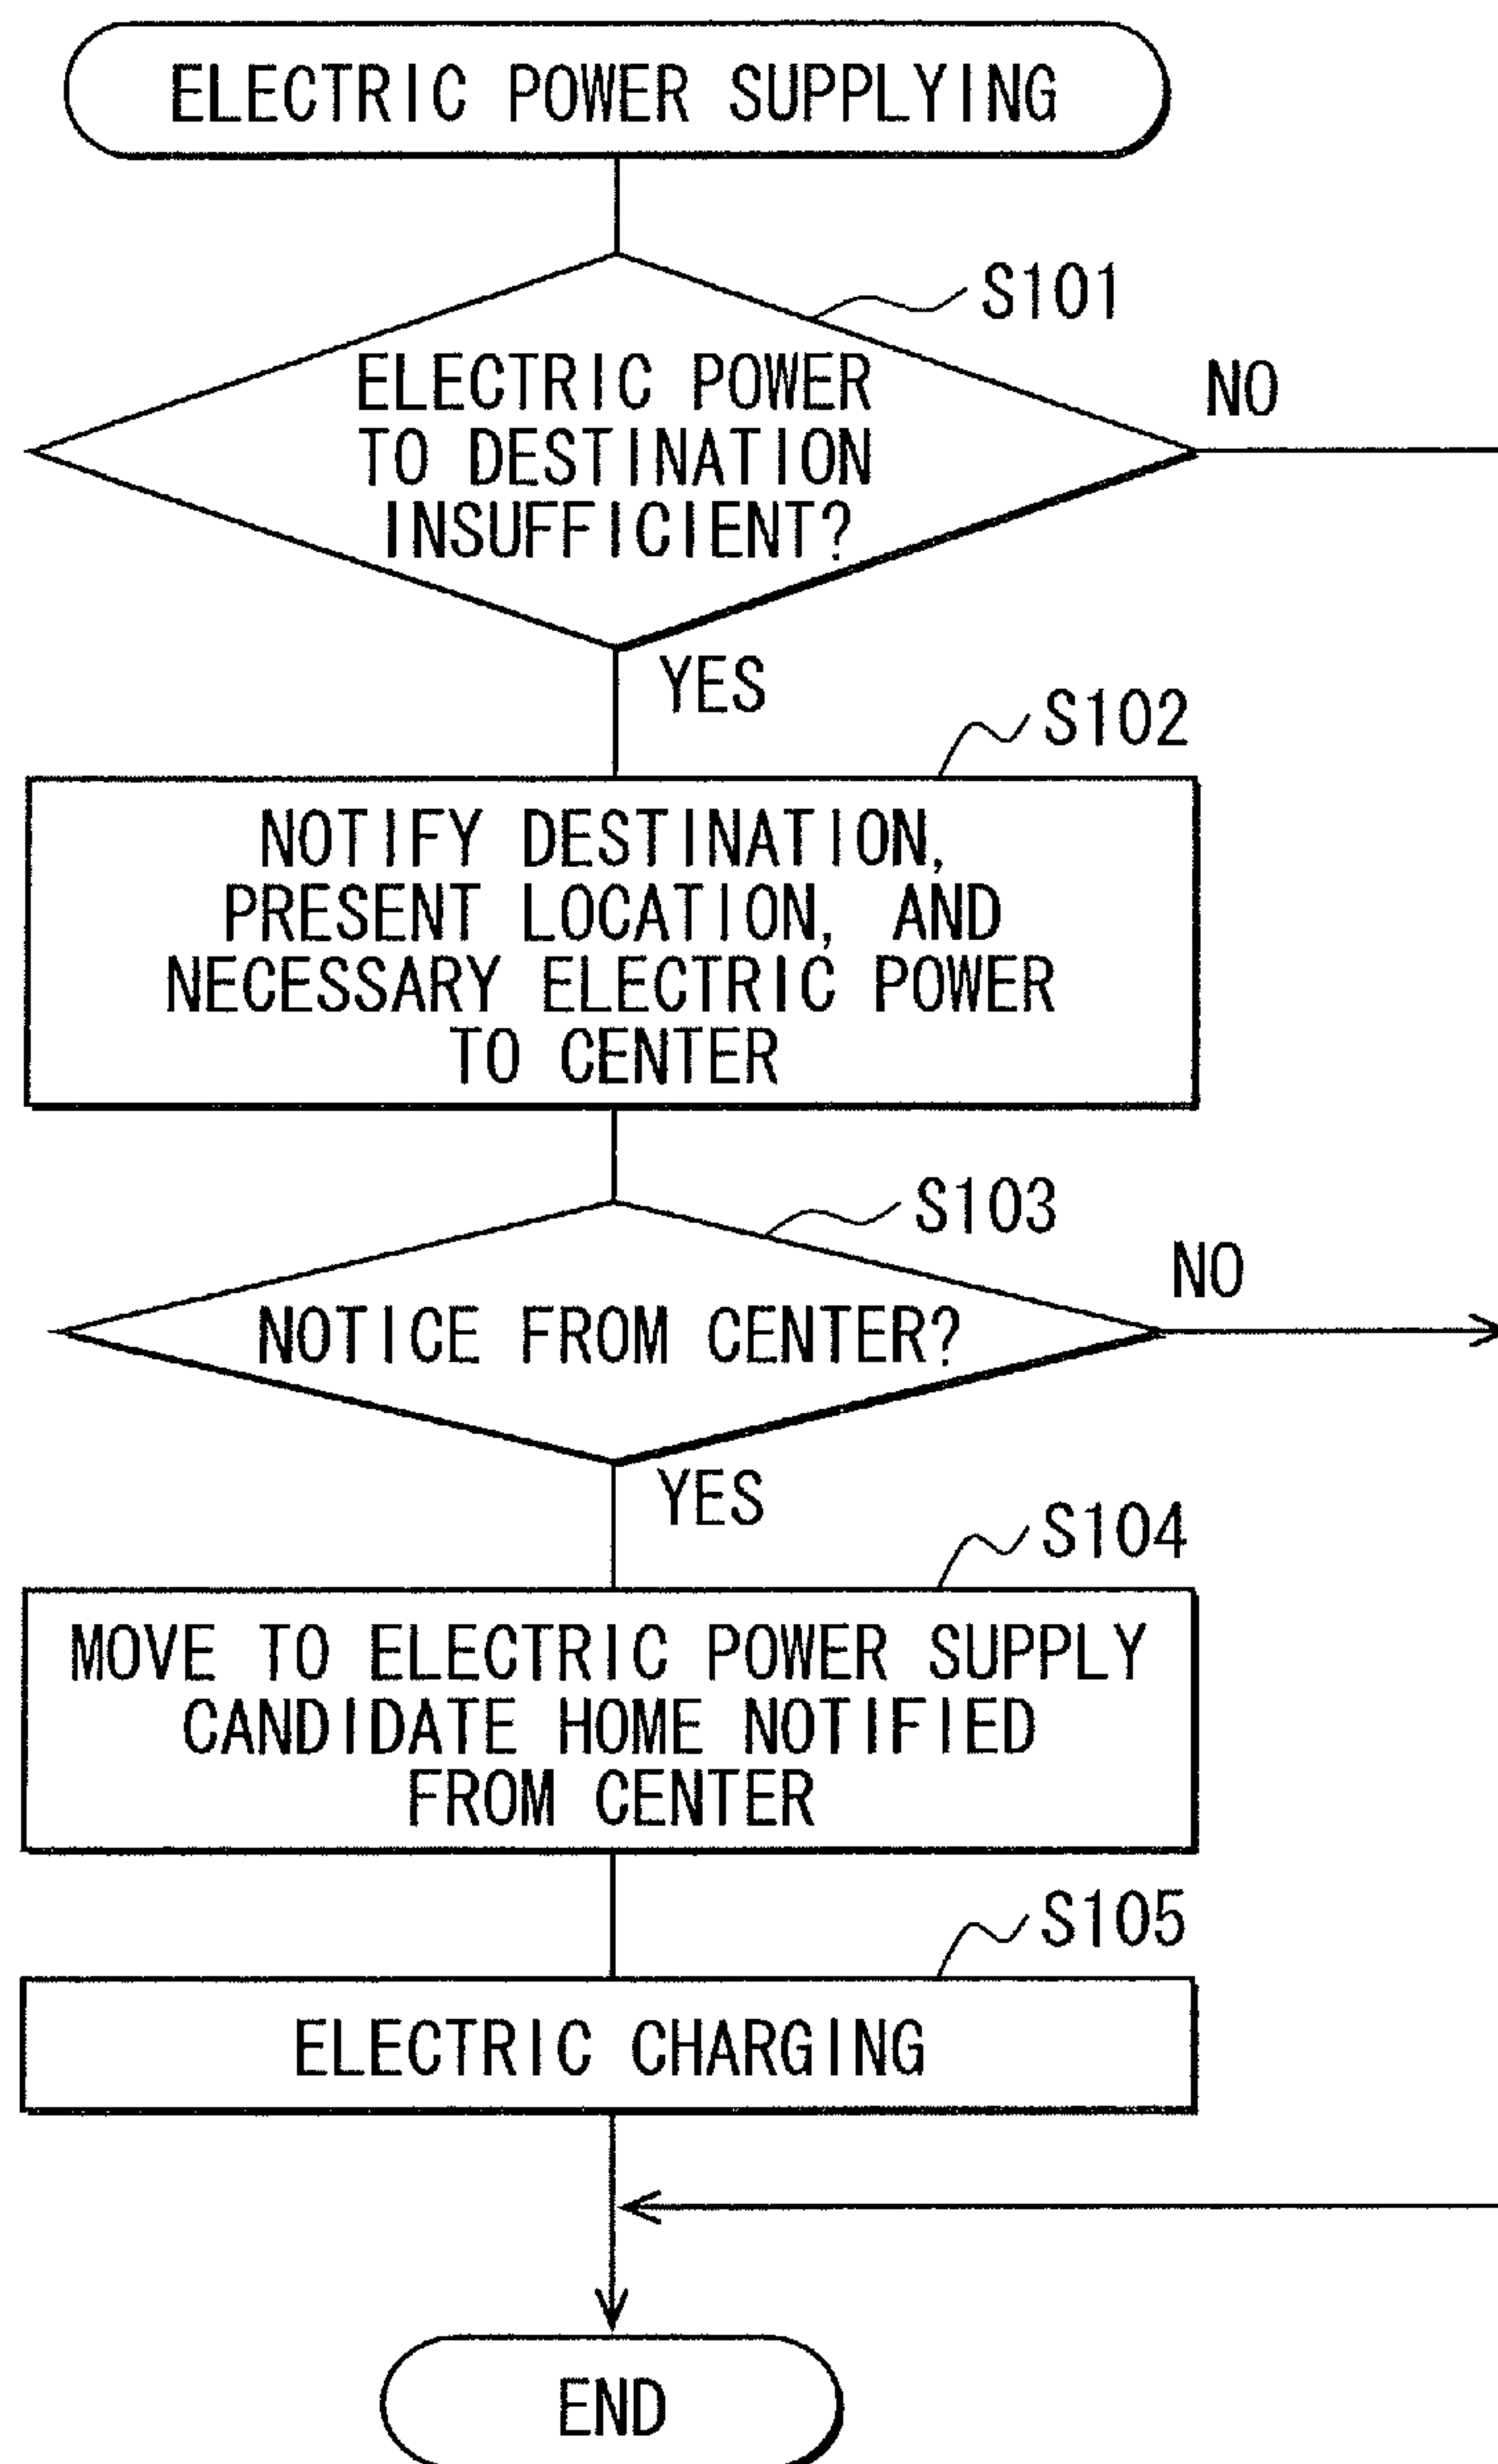 ELECTRIC POWER SUPPLYING
S101
ELECTRIC POWER
TO DESTINATION
INSUFFICIENT?
NO
YES
S102
NOTIFY DESTINATION,
PRESENT LOCATION, AND
NECESSARY ELECTRIC POWER
TO CENTER
S103
NOTICE FROM CENTER?
NO
YES
S104
MOVE TO ELECTRIC POWER SUPPLY
CANDIDATE HOME NOTIFIED
FROM CENTER
S105
ELECTRIC CHARGING
END